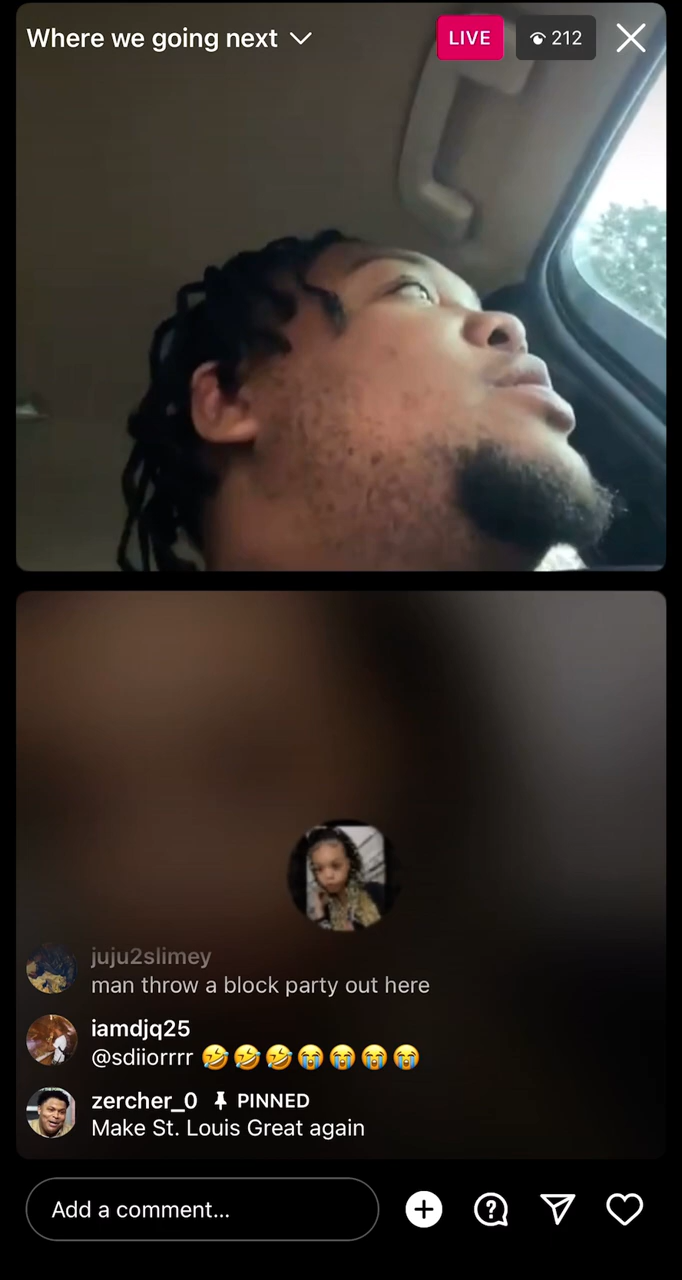 Where we going next
LIVE
212
juju2slimey
man throw a block party out here
iamdjq25
@sdiiorrrr 🤣🤣🤣😭😭😭😭
zercher_0 PINNED
Make St. Louis Great again
Add a comment...